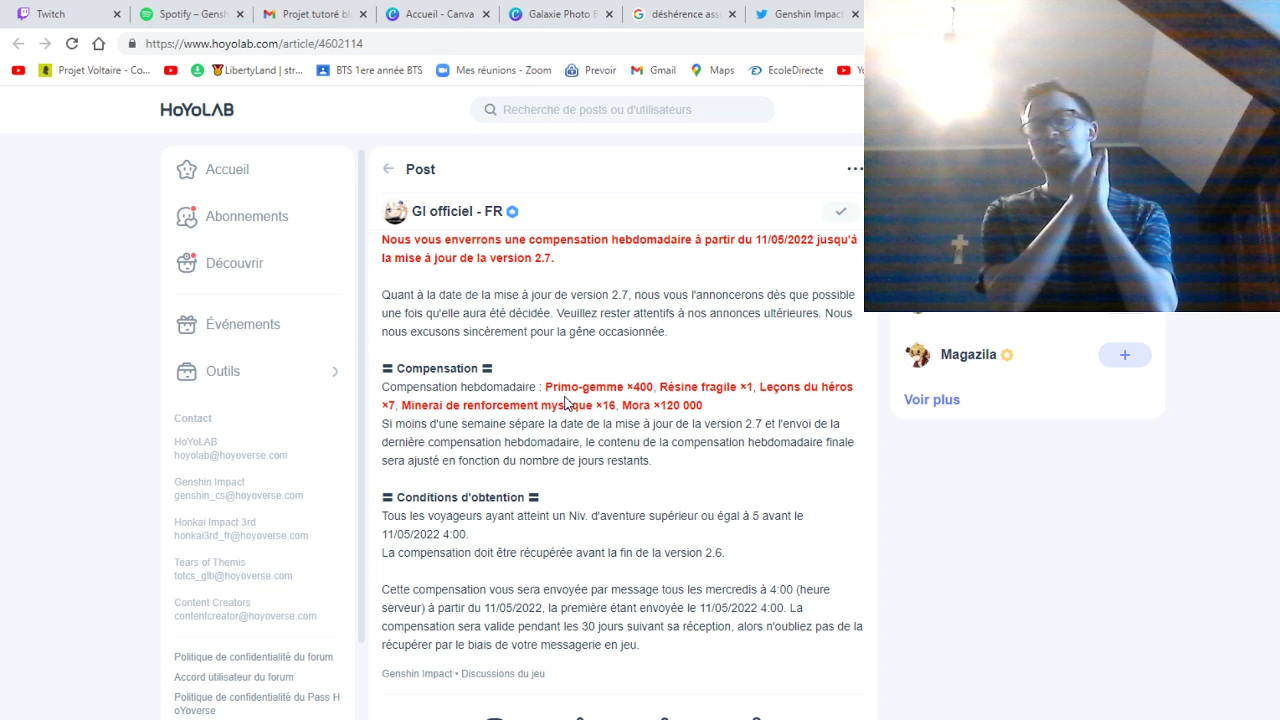 Twitch
Spotify – Gensh
Projet tutoré bl
Accueil - Canva
Galaxie Photo E
déshérence ass
Genshin Impac
https://www.hoyolab.com/article/4602114
Projet Voltaire - Co...
LibertyLand | str...
BTS 1ere année BTS
Mes réunions - Zoom
Prevoir
Gmail
Maps
EcoleDirecte
HoYoLAB
Recherche de posts ou d'utilisateurs
Accueil
Abonnements
Découvrir
Événements
Outils
Contact
HoYoLAB
hoyolab@hoyoverse.com
Genshin Impact
genshin_cs@hoyoverse.com
Honkai Impact 3rd
honkai3rd_fr@hoyoverse.com
Tears of Themis
totcs_glb@hoyoverse.com
Content Creators
contentcreator@hoyoverse.com
Politique de confidentialité du forum
Accord utilisateur du forum
Politique de confidentialité du Pass H
oYoverse
Post
GI officiel - FR
Nous vous enverrons une compensation hebdomadaire à partir du 11/05/2022 jusqu'à
la mise à jour de la version 2.7.
Quant à la date de la mise à jour de version 2.7, nous vous l'annoncerons dès que possible
une fois qu'elle aura été décidée. Veuillez rester attentifs à nos annonces ultérieures. Nous
nous excusons sincèrement pour la gêne occasionnée.
〓 Compensation 〓
Compensation hebdomadaire : Primo-gemme ×400, Résine fragile ×1, Leçons du héros
×7, Minerai de renforcement mystique ×16, Mora ×120 000
Si moins d'une semaine sépare la date de la mise à jour de la version 2.7 et l'envoi de la
dernière compensation hebdomadaire, le contenu de la compensation hebdomadaire finale
sera ajusté en fonction du nombre de jours restants.
〓 Conditions d'obtention 〓
Tous les voyageurs ayant atteint un Niv. d'aventure supérieur ou égal à 5 avant le
11/05/2022 4:00.
La compensation doit être récupérée avant la fin de la version 2.6.
Cette compensation vous sera envoyée par message tous les mercredis à 4:00 (heure
serveur) à partir du 11/05/2022, la première étant envoyée le 11/05/2022 4:00. La
compensation sera valide pendant les 30 jours suivant sa réception, alors n'oubliez pas de la
récupérer par le biais de votre messagerie en jeu.
Genshin Impact • Discussions du jeu
Magazila
Voir plus